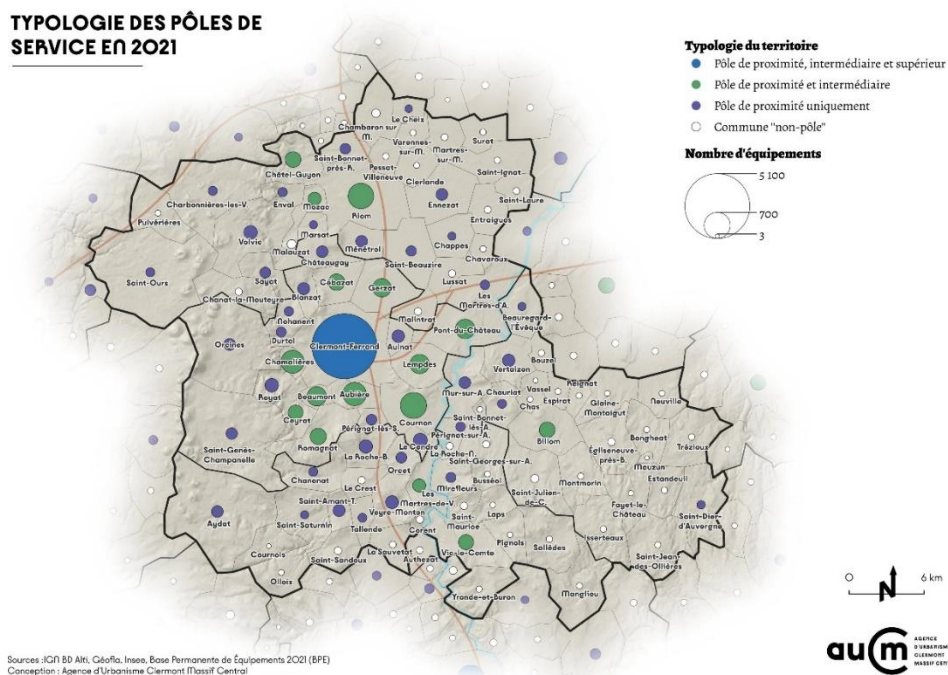 TYPOLOGIE DES PÔLES DE
SERVICE EN 2021
Typologie du territoire
Pôle de proximité, intermédiaire et supérieur
Pôle de proximité et intermédiaire
Pôle de proximité uniquement
Commune "non-pôle"
Nombre d'équipements
5 100
700
3
Le Cheix
Chambaron sur
M.
Varennes-
sur-M.
Martres-
sur-M.
Surat
Saint-Bonnet-
près-R.
Pessat-
Villeneuve
Clerlande
Saint-Ignat
Châtel-Guyon
Charbonnières-les-V.
Enval
Mozac
Riom
Ennezat
Saint-Laure
Pulvérières
Entraigues
Volvic
Marsat
Malauzat
Ménétrol
Chappes
Châteaugay
Saint-Beauzire
Chavaroux
Saint-Ours
Sayat
Cébazat
Gerzat
Lussat
Chanat-la-Mouteyre
Blanzat
Les
Martres-d'A.
Nohanent
Malintrat
Beauregard-
l'Évêque
Orcines
Durtol
Clermont-Ferrand
Aulnat
Pont-du-Château
Chamalières
Lempdes
Vertaizon
Bouzel
Royat
Beaumont
Aubière
Mur-sur-A.
Chauriat
Vassel
Reignat
Espirat
Glaine-
Montaigut
Neuville
Chas
Ceyrat
Cournon
Saint-Bonnet-
lès-A.
Pérignat-lès-S.
Pérignat-sur-A.
Billom
Saint-Genès-
Champanelle
Romagnat
La Roche-B.
Le Cendre
La Roche-N.
Bongheat
Trézioux
Égliseneuve-
près-B.
Mauzun
Orcet
Saint-Georges-sur-A.
Chanonat
Estandeuil
Le Crest
Les
Martres-de-V.
Mirefleurs
Busséol
Montmorin
Saint-Julien-
de-C.
Saint-Amant-T.
Veyre-Monton
Fayet-le-
Château
Saint-Dier-
d'Auvergne
Aydat
Saint-Saturnin
Tallende
Saint-
Maurice
Laps
Corent
Isserteaux
Cournols
La Sauvetat
Pignols
Sallèdes
Saint-Sandoux
Authezat
Vic-le-Comte
Saint-Jean-
des-Ollières
Olloix
Yronde-et-Buron
Manglieu
0
N
6 km
auCm
AGENCE
D'URBANISME
CLERMONT
MASSIF CENT
Sources :IGN BD Alti, Géofla, Insee, Base Permanente de Équipements 2021 (BPE)
Conception : Agence d'Urbanisme Clermont Massif Central